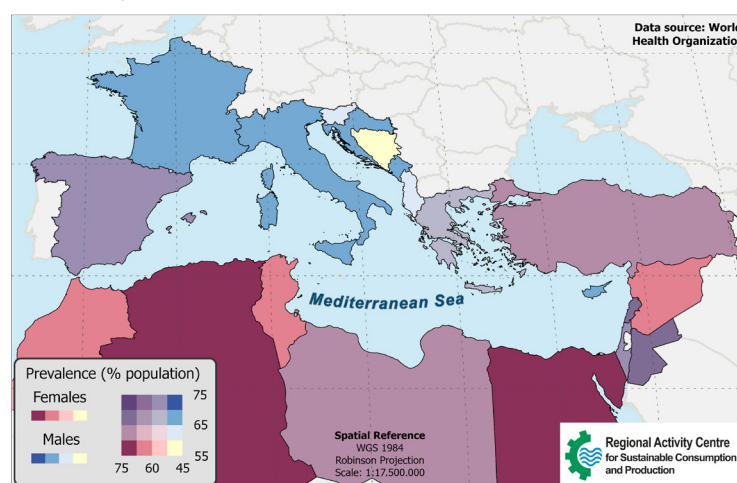 Data source: World
Health Organization
Mediterranean Sea
Prevalence (% population)
Females
Males
75
65
55
75 60 45
Spatial Reference
WGS 1984
Robinson Projection
Scale: 1:17.500.000
Regional Activity Centre
for Sustainable Consumption
and Production